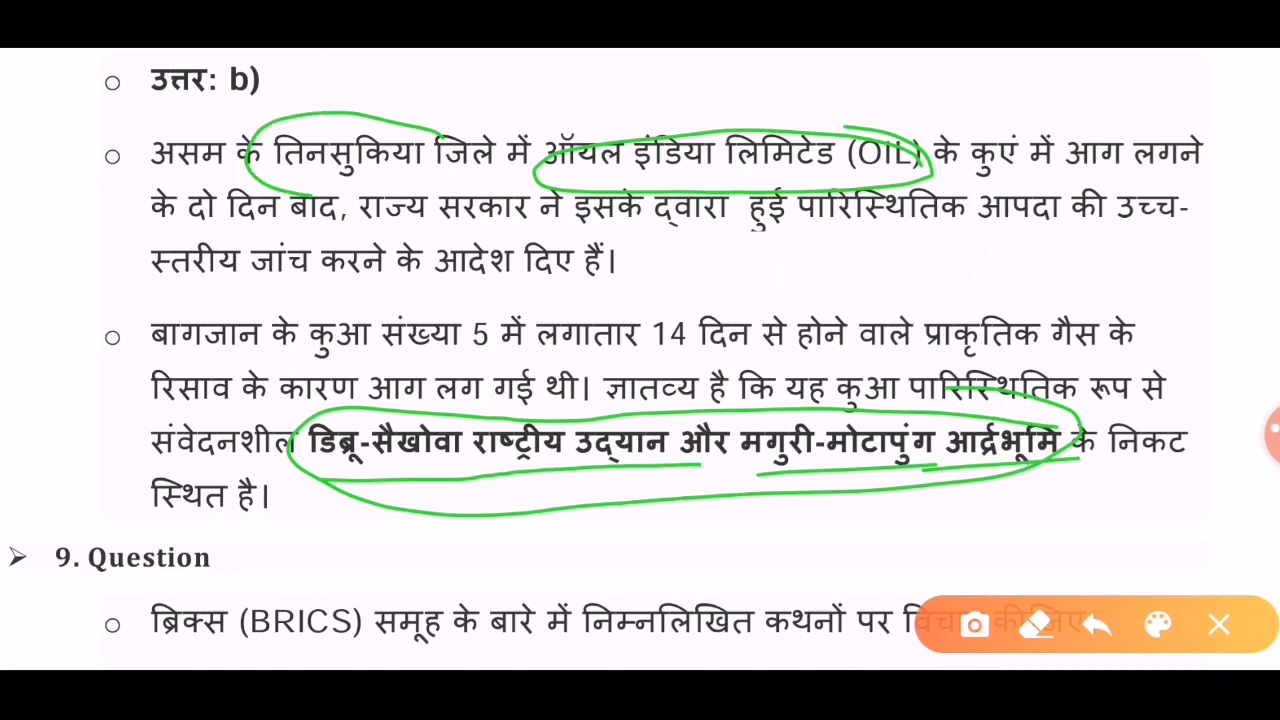 उत्तर: b)
असम के तिनसुकिया जिले में ऑयल इंडिया लिमिटेड (OIL) के कुएं में आग लगने
के दो दिन बाद, राज्य सरकार ने इसके द्वारा हुई पारिस्थितिक आपदा की उच्च-
स्तरीय जांच करने के आदेश दिए हैं।
बागजान के कुआ संख्या 5 में लगातार 14 दिन से होने वाले प्राकृतिक गैस के
रिसाव के कारण आग लग गई थी। ज्ञातव्य है कि यह कुआ पारिस्थितिक रूप से
संवेदनशील डिब्रू-सैखोवा राष्ट्रीय उद्यान और मगुरी-मोटापुंग आर्द्रभूमि के निकट
स्थित है।
9. Question
ब्रिक्स (BRICS) समूह के बारे में निम्नलिखित कथनों पर विचार कीजिए